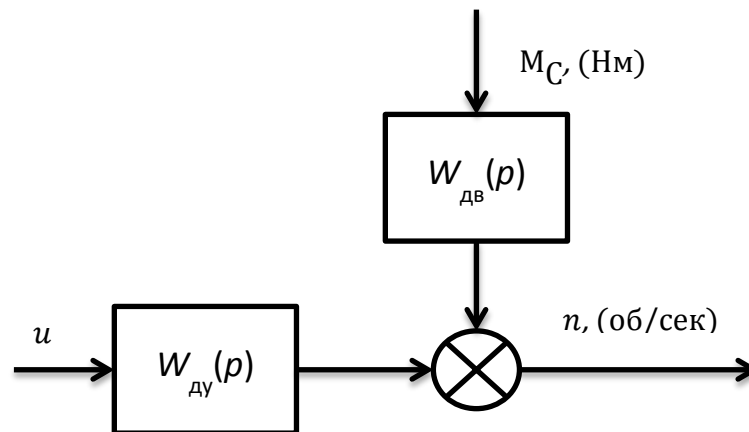 M_C, (Нм)
W_дв(p)
u
n, (об/сек)
W_ду(p)